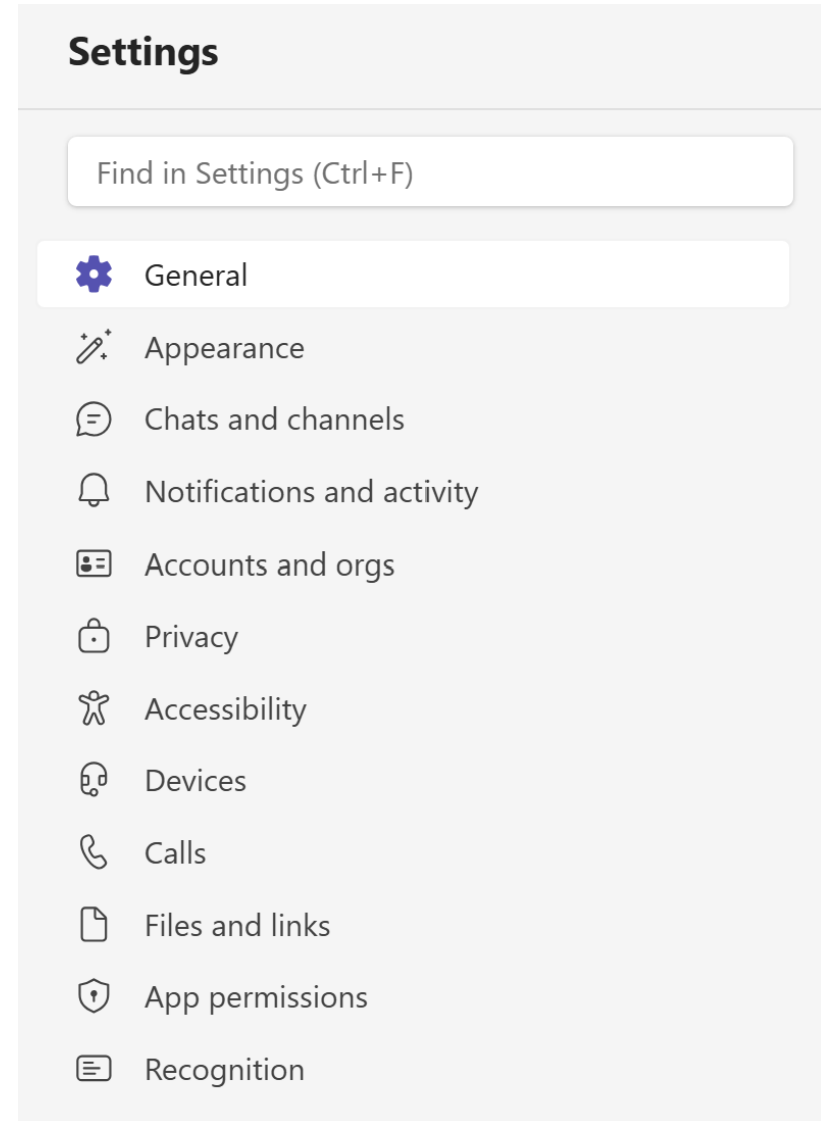 Settings
Find in Settings (Ctrl+F)
General
Appearance
Chats and channels
Notifications and activity
Accounts and orgs
Privacy
Accessibility
Devices
Calls
Files and links
App permissions
Recognition